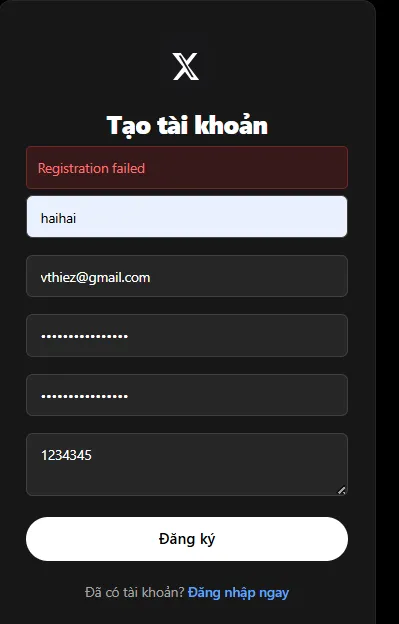 Tạo tài khoản
Registration failed
haihai
vthiez@gmail.com
••••••••••••••••
••••••••••••••••
1234345
Đăng ký
Đã có tài khoản? Đăng nhập ngay